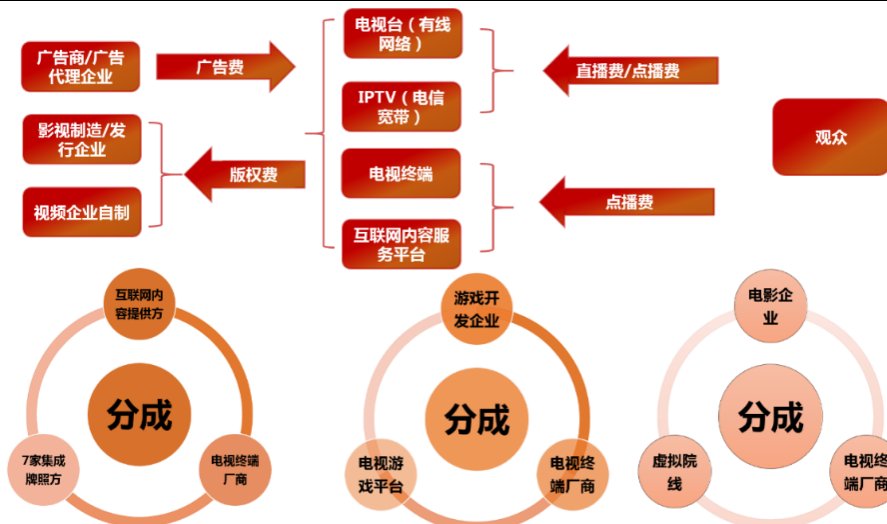 广告商/广告
代理企业
广告费
电视台（有线
网络）
直播费/点播费
影视制造/发
行企业
IPTV（电信
宽带）
观众
版权费
电视终端
视频企业自制
点播费
互联网内容服
务平台
互联网内
容提供方
分成
7家集成
牌照方
电视终端
厂商
游戏开
发企业
分成
电视游
戏平台
电视终
端厂商
电影企
业
分成
虚拟院
线
电视终
端厂商